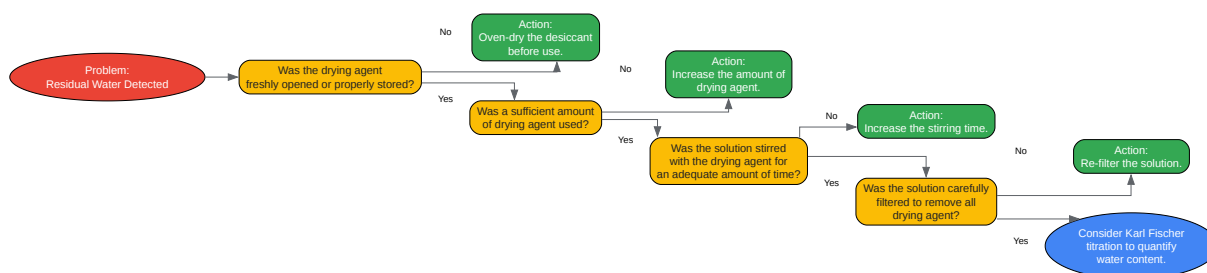 Problem:
Residual Water Detected
Was the drying agent
freshly opened or properly stored?
No
Action:
Oven-dry the desiccant
before use.
Yes
Was a sufficient amount
of drying agent used?
No
Action:
Increase the amount of
drying agent.
Yes
Was the solution stirred
with the drying agent for
an adequate amount of time?
No
Action:
Increase the stirring time.
Yes
Was the solution carefully
filtered to remove all
drying agent?
No
Action:
Re-filter the solution.
Yes
Consider Karl Fischer
titration to quantify
water content.